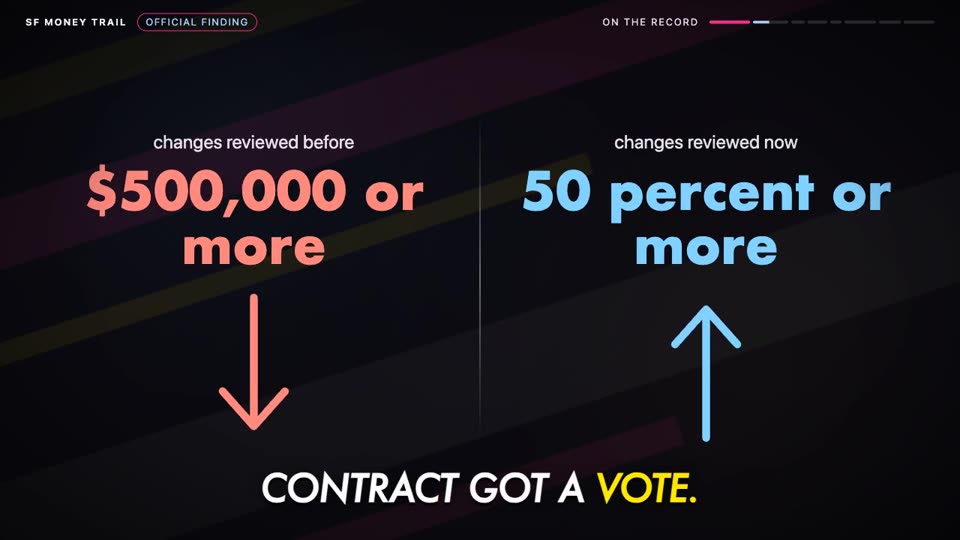 SF MONEY TRAIL
OFFICIAL FINDING
ON THE RECORD
changes reviewed before
$500,000 or
more
changes reviewed now
50 percent or
more
CONTRACT GOT A VOTE.